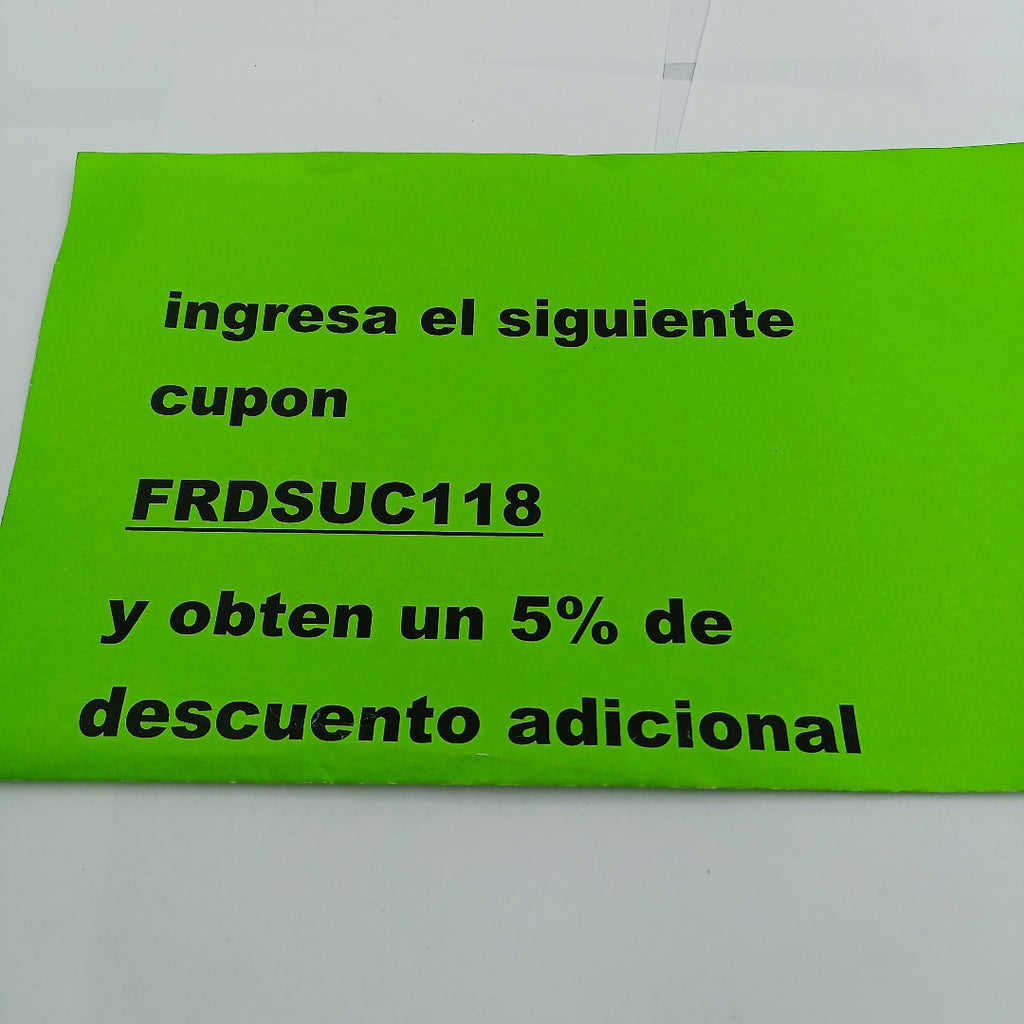 ingresa el siguiente
cupon
FRDSUC118
y obten un 5% de
descuento adicional